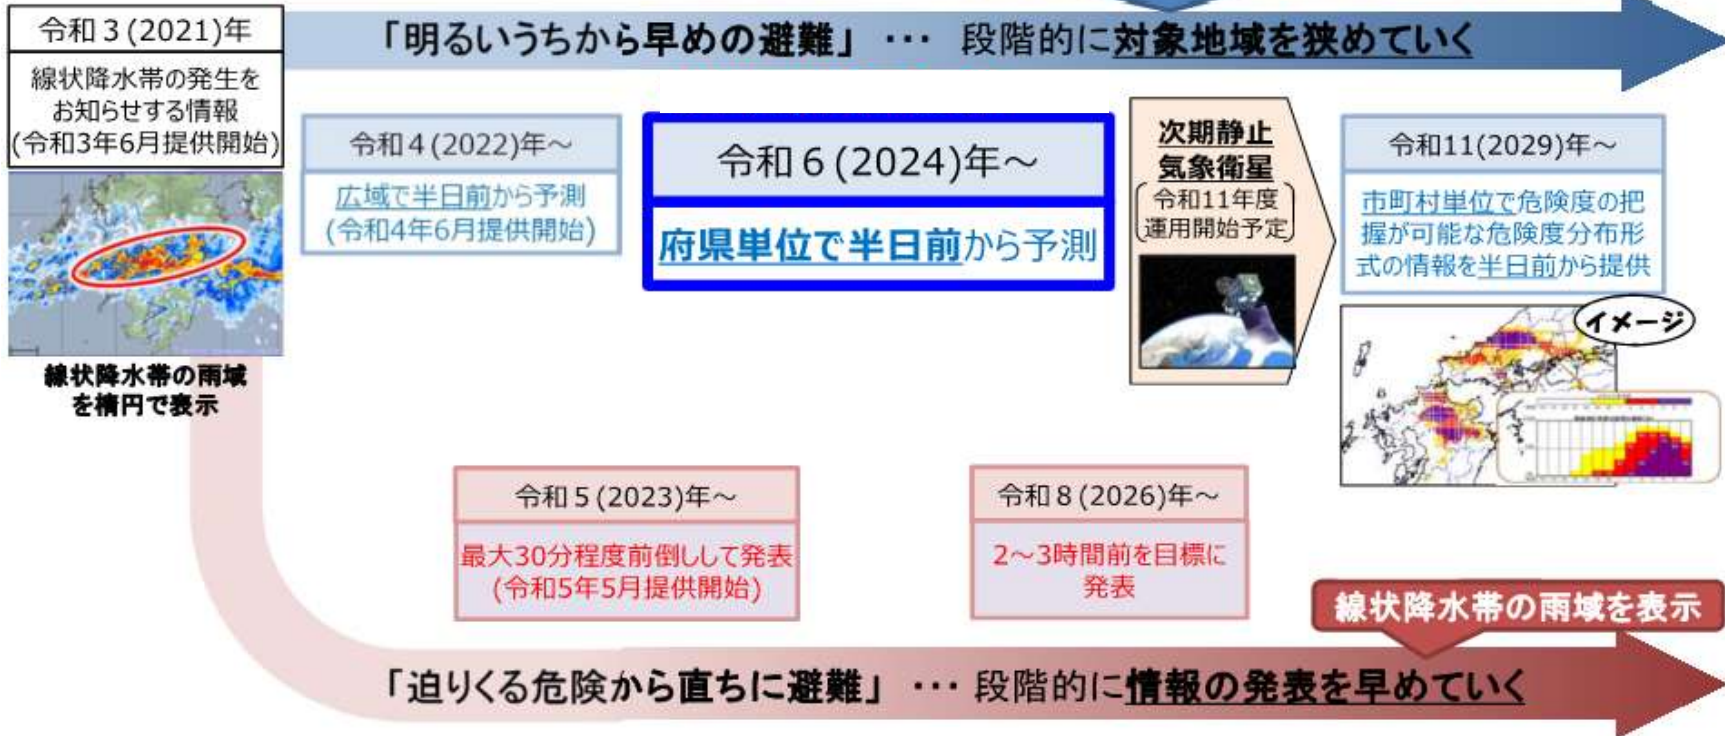 令和３(2021)年
線状降水帯の発生を
お知らせする情報
(令和3年6月提供開始)
線状降水帯の雨域
を楕円で表示
「明るいうちから早めの避難」 ･･･ 段階的に対象地域を狭めていく
令和４(2022)年～
広域で半日前から予測
(令和4年6月提供開始)
令和６(2024)年～
府県単位で半日前から予測
次期静止
気象衛星
令和11年度
運用開始予定
令和11(2029)年～
市町村単位で危険度の把
握が可能な危険度分布形
式の情報を半日前から提供
イメージ
令和５(2023)年～
最大30分程度前倒しして発表
(令和5年5月提供開始)
令和８(2026)年～
2～3時間前を目標に
発表
線状降水帯の雨域を表示
「迫りくる危険から直ちに避難」 ･･･ 段階的に情報の発表を早めていく